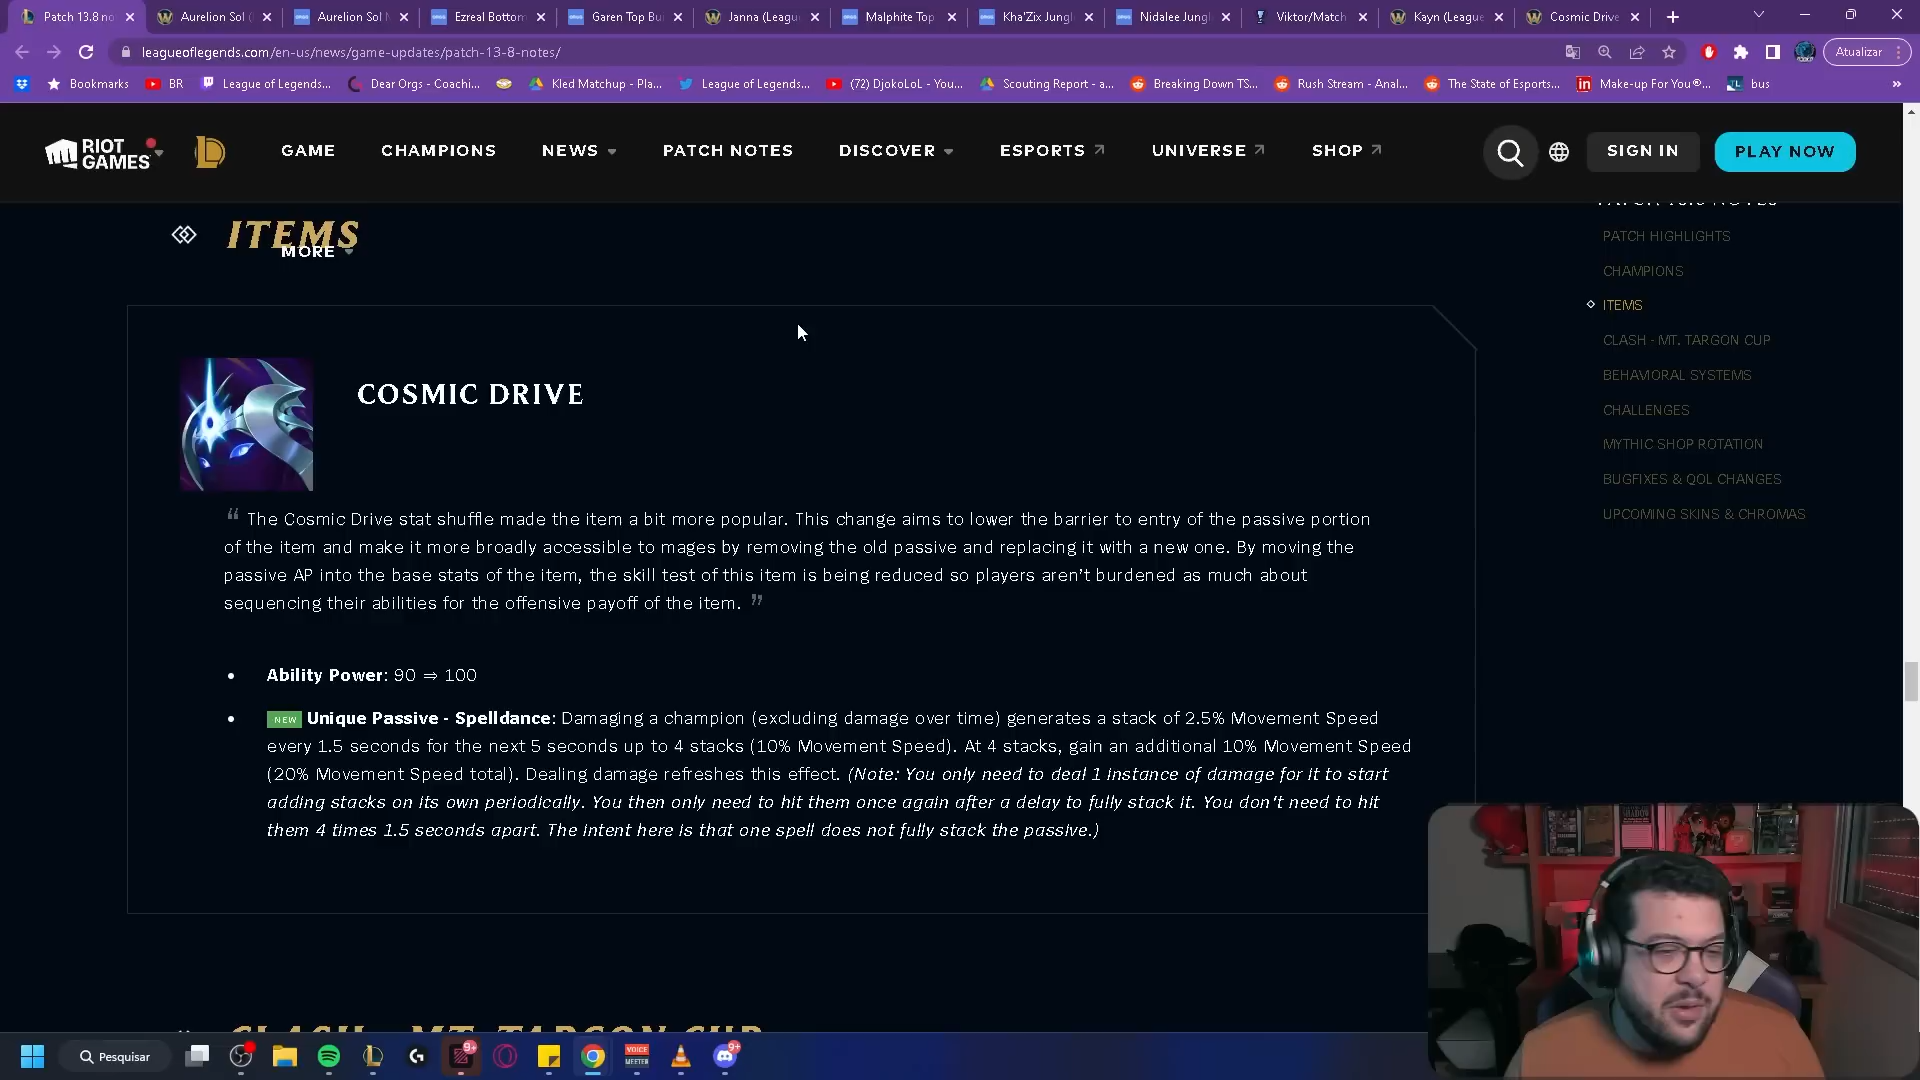 Patch 13.8 no
Aurelion Sol (
Aurelion Sol M
Ezreal Bottom
Garen Top Bui
Janna (Leagu
Malphite Top
Kha'Zix Jungl
Nidalee Jungl
Viktor/Match
Kayn (League
Cosmic Drive
leagueoflegends.com/en-us/news/game-updates/patch-13-8-notes/
Atualizar
Bookmarks
BR
League of Legends...
Dear Orgs - Coachi...
Kled Matchup - Pla...
League of Legends...
(72) DjokoLoL - You...
Scouting Report - a...
Breaking Down TS...
Rush Stream - Anal...
The State of Esports...
Make-up For You®...
bus
RIOT GAMES
GAME
CHAMPIONS
NEWS
PATCH NOTES
DISCOVER
ESPORTS
UNIVERSE
SHOP
SIGN IN
PLAY NOW
ITEMS
MORE
PATCH 13.8 NOTES
PATCH HIGHLIGHTS
CHAMPIONS
ITEMS
CLASH - MT. TARGON CUP
BEHAVIORAL SYSTEMS
CHALLENGES
MYTHIC SHOP ROTATION
BUGFIXES & QOL CHANGES
UPCOMING SKINS & CHROMAS
COSMIC DRIVE
“ The Cosmic Drive stat shuffle made the item a bit more popular. This change aims to lower the barrier to entry of the passive portion
of the item and make it more broadly accessible to mages by removing the old passive and replacing it with a new one. By moving the
passive AP into the base stats of the item, the skill test of this item is being reduced so players aren't burdened as much about
sequencing their abilities for the offensive payoff of the item. ”
• Ability Power: 90 ⇒ 100
• NEW Unique Passive - Spelldance: Damaging a champion (excluding damage over time) generates a stack of 2.5% Movement Speed
every 1.5 seconds for the next 5 seconds up to 4 stacks (10% Movement Speed). At 4 stacks, gain an additional 10% Movement Speed
(20% Movement Speed total). Dealing damage refreshes this effect. (Note: You only need to deal 1 instance of damage for it to start
adding stacks on its own periodically. You then only need to hit them once again after a delay to fully stack it. You don't need to hit
them 4 times 1.5 seconds apart. The intent here is that one spell does not fully stack the passive.)
CLASH - MT. TARGON CUP
Pesquisar
9+
VOICE
MEETER
9+